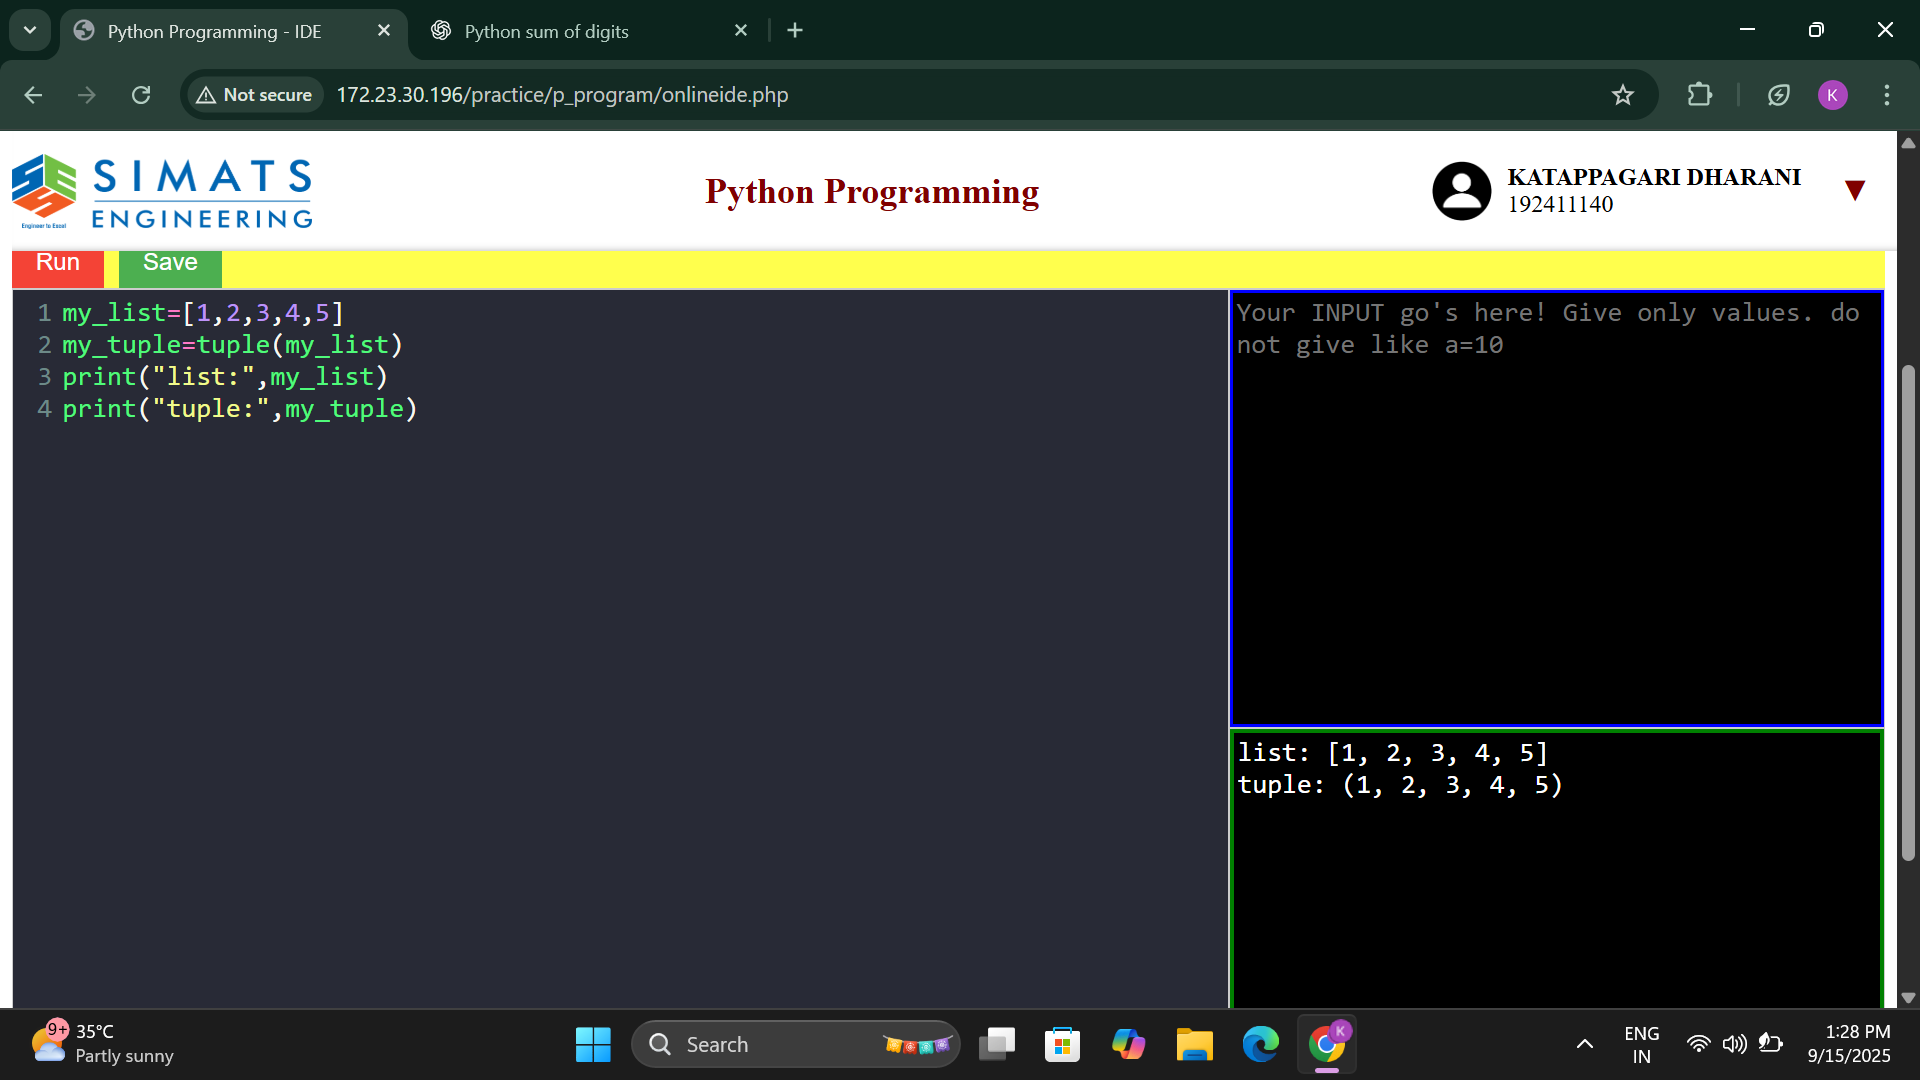 Python Programming - IDE
Python sum of digits
Not secure
172.23.30.196/practice/p_program/onlineide.php
K
SIMATS
ENGINEERING
Engineer to Excel
Python Programming
KATAPPAGARI DHARANI
192411140
Run
Save
1 my_list=[1,2,3,4,5]
2 my_tuple=tuple(my_list)
3 print("list:",my_list)
4 print("tuple:",my_tuple)
Your INPUT go's here! Give only values. do
not give like a=10
list: [1, 2, 3, 4, 5]
tuple: (1, 2, 3, 4, 5)
9+
35°C
Partly sunny
Search
K
ENG
IN
1:28 PM
9/15/2025